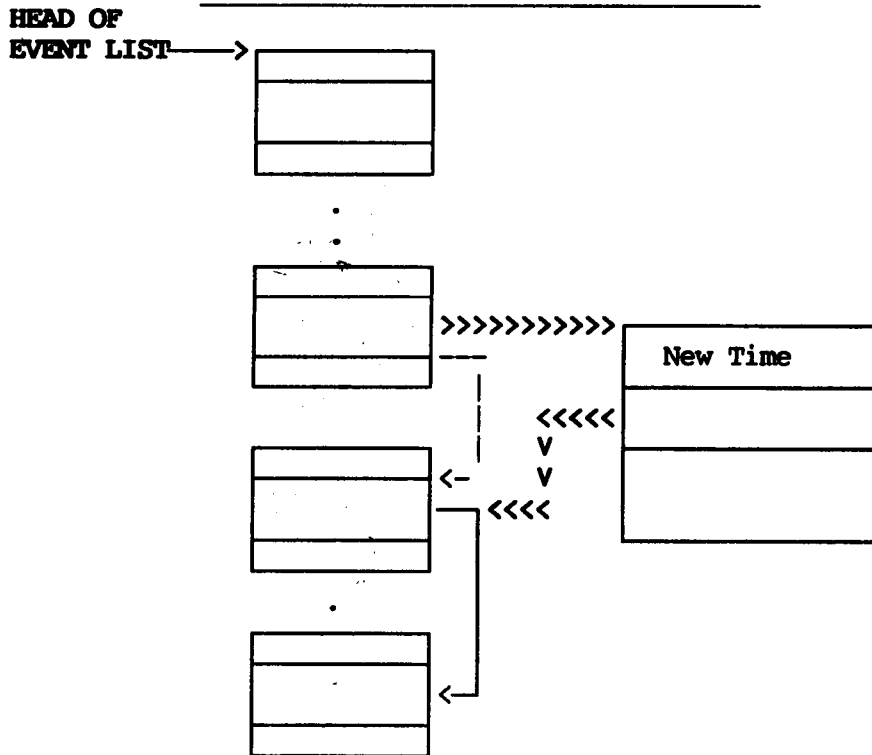 HEAD OF
EVENT LIST
>>>>>>>>>>>
New Time
<<<<<
V
<-
V
<<<<